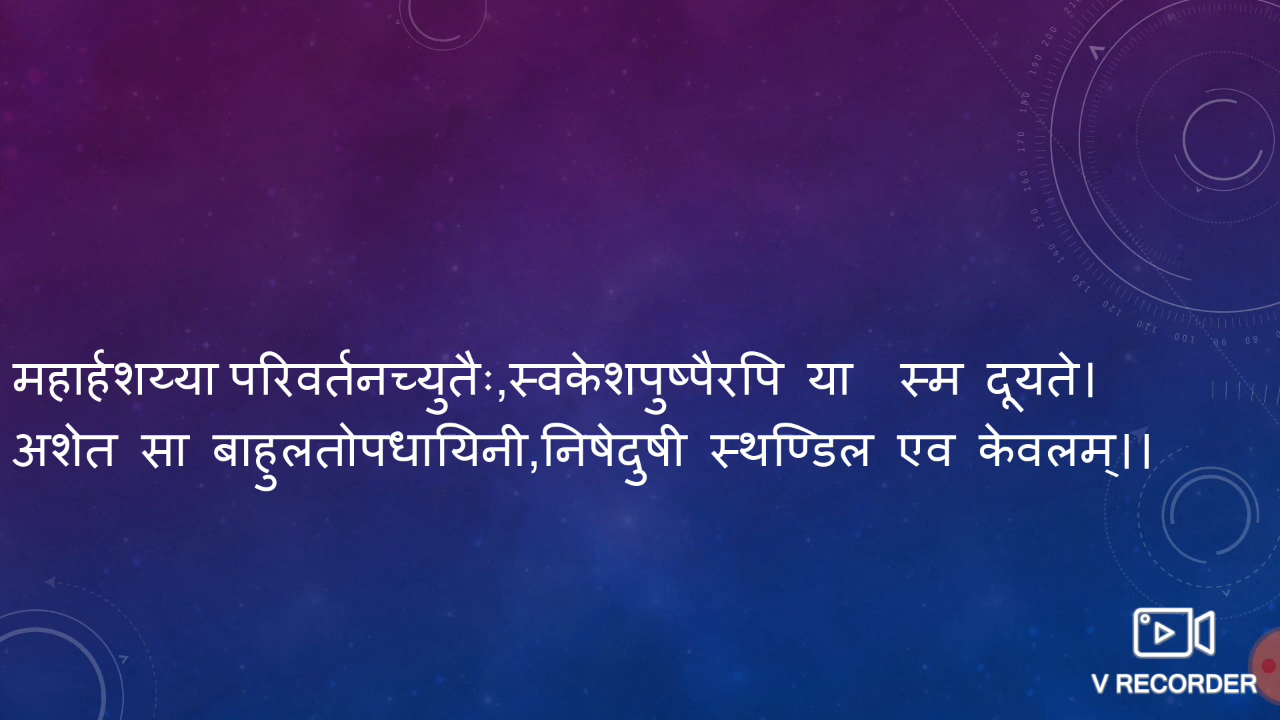 महार्हशय्या परिवर्तनच्युतैः,स्वकेशपुष्पैरपि या स्म दूयते।
अशेत सा बाहुलतोपधायिनी,निषेदुषी स्थण्डिल एव केवलम्।।
V RECORDER